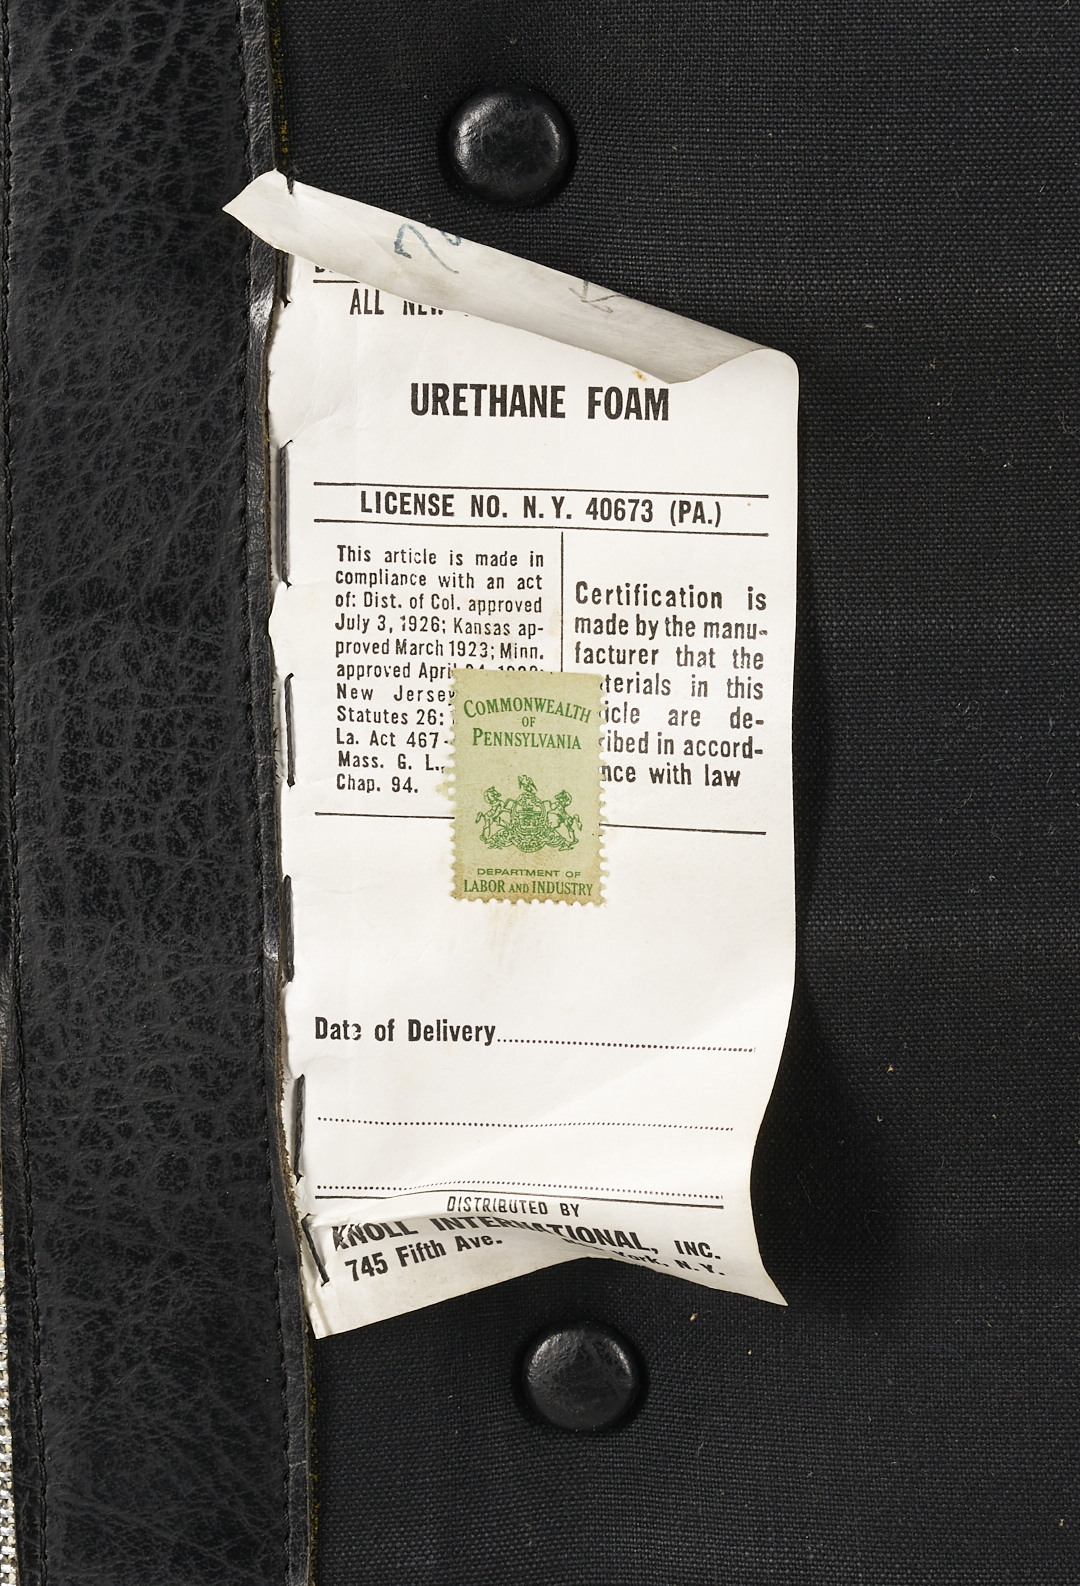 ALL NEW
URETHANE FOAM
LICENSE NO. N.Y. 40673 (PA.)
This article is made in
compliance with an act
of: Dist. of Col. approved
July 3, 1926; Kansas ap-
proved March 1923; Minn.
approved April
New Jersey
Statutes 26:
La. Act 467-
Mass. G. L.,
Chap. 94.
Certification is
made by the manu-
facturer that the
terials in this
icle are de-
ribed in accord-
nce with law
COMMONWEALTH
OF
PENNSYLVANIA
DEPARTMENT OF
LABOR AND INDUSTRY
Date of Delivery
DISTRIBUTED BY
KNOLL INTERNATIONAL, INC.
745 Fifth Ave. New York, N.Y.